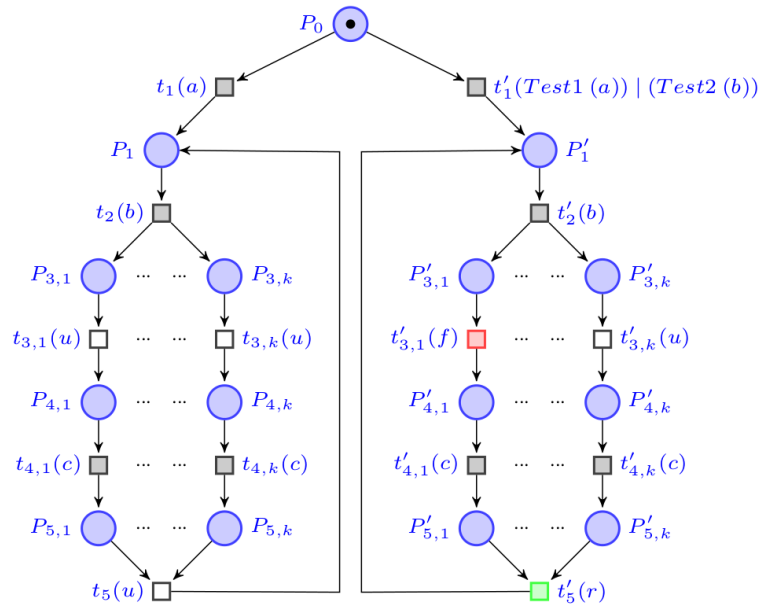 P₀
t₁(a) t′₁(Test1 (a)) | (Test2 (b))
P₁ P′₁
t₂(b) t′₂(b)
P₃,₁ ... ... P₃,ₖ P′₃,₁ ... ... P′₃,ₖ
t₃,₁(u) ... ... t₃,ₖ(u) t′₃,₁(f) ... ... t′₃,ₖ(u)
P₄,₁ ... ... P₄,ₖ P′₄,₁ ... ... P′₄,ₖ
t₄,₁(c) ... ... t₄,ₖ(c) t′₄,₁(c) ... ... t′₄,ₖ(c)
P₅,₁ ... ... P₅,ₖ P′₅,₁ ... ... P′₅,ₖ
t₅(u) t′₅(r)